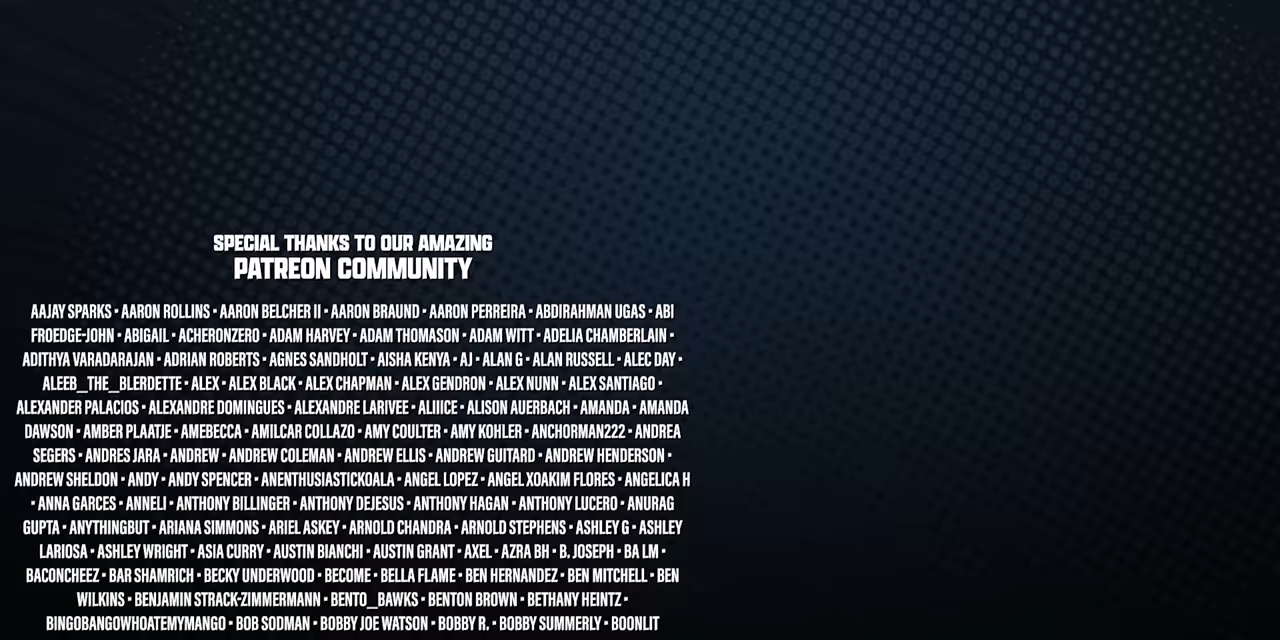 SPECIAL THANKS TO OUR AMAZING
PATREON COMMUNITY
AAJAY SPARKS • AARON ROLLINS • AARON BELCHER II • AARON BRAUND • AARON PERREIRA • ABDIRAHMAN UGAS • ABI
FROEDGE-JOHN • ABIGAIL • ACHERONZERO • ADAM HARVEY • ADAM THOMASON • ADAM WITT • ADELIA CHAMBERLAIN •
ADITHYA VARADARAJAN • ADRIAN ROBERTS • AGNES SANDHOLT • AISHA KENYA • AJ • ALAN G • ALAN RUSSELL • ALEC DAY •
ALEEB__THE__BLERDETTE • ALEX • ALEX BLACK • ALEX CHAPMAN • ALEX GENDRON • ALEX NUNN • ALEX SANTIAGO •
ALEXANDER PALACIOS • ALEXANDRE DOMINGUES • ALEXANDRE LARIVEE • ALIIICE • ALISON AUERBACH • AMANDA • AMANDA
DAWSON • AMBER PLAATJE • AMEBECCA • AMILCAR COLLAZO • AMY COULTER • AMY KOHLER • ANCHORMAN222 • ANDREA
SEGERS • ANDRES JARA • ANDREW • ANDREW COLEMAN • ANDREW ELLIS • ANDREW GUITARD • ANDREW HENDERSON •
ANDREW SHELDON • ANDY • ANDY SPENCER • ANENTHUSIASTICKOALA • ANGEL LOPEZ • ANGEL XOAKIM FLORES • ANGELICA H
• ANNA GARCES • ANNELI • ANTHONY BILLINGER • ANTHONY DEJESUS • ANTHONY HAGAN • ANTHONY LUCERO • ANURAG
GUPTA • ANYTHINGBUT • ARIANA SIMMONS • ARIEL ASKEY • ARNOLD CHANDRA • ARNOLD STEPHENS • ASHLEY G • ASHLEY
LARIOSA • ASHLEY WRIGHT • ASIA CURRY • AUSTIN BIANCHI • AUSTIN GRANT • AXEL • AZRA BH • B. JOSEPH • BA LM •
BACONCHEEZ • BAR SHAMRICH • BECKY UNDERWOOD • BECOME • BELLA FLAME • BEN HERNANDEZ • BEN MITCHELL • BEN
WILKINS • BENJAMIN STRACK-ZIMMERMANN • BENTO__BAWKS • BENTON BROWN • BETHANY HEINTZ •
BINGOBANGOWHOATEMYMANGO • BOB SODMAN • BOBBY JOE WATSON • BOBBY R. • BOBBY SUMMERLY • BOONLIT